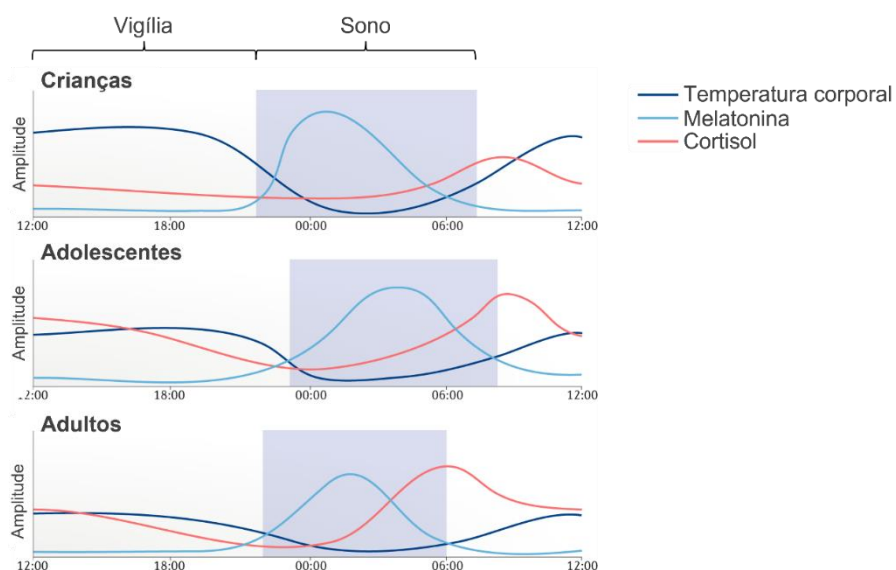 Vigília Sono
Crianças
Temperatura corporal
Melatonina
Cortisol
Amplitude
12:00 18:00 00:00 06:00 12:00
Adolescentes
Amplitude
2:00 18:00 00:00 06:00 12:00
Adultos
Amplitude
12:00 18:00 00:00 06:00 12:00